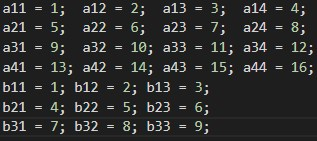 a11 = 1;  a12 = 2;  a13 = 3;  a14 = 4;
a21 = 5;  a22 = 6;  a23 = 7;  a24 = 8;
a31 = 9;  a32 = 10; a33 = 11; a34 = 12;
a41 = 13; a42 = 14; a43 = 15; a44 = 16;
b11 = 1; b12 = 2; b13 = 3;
b21 = 4; b22 = 5; b23 = 6;
b31 = 7; b32 = 8; b33 = 9;